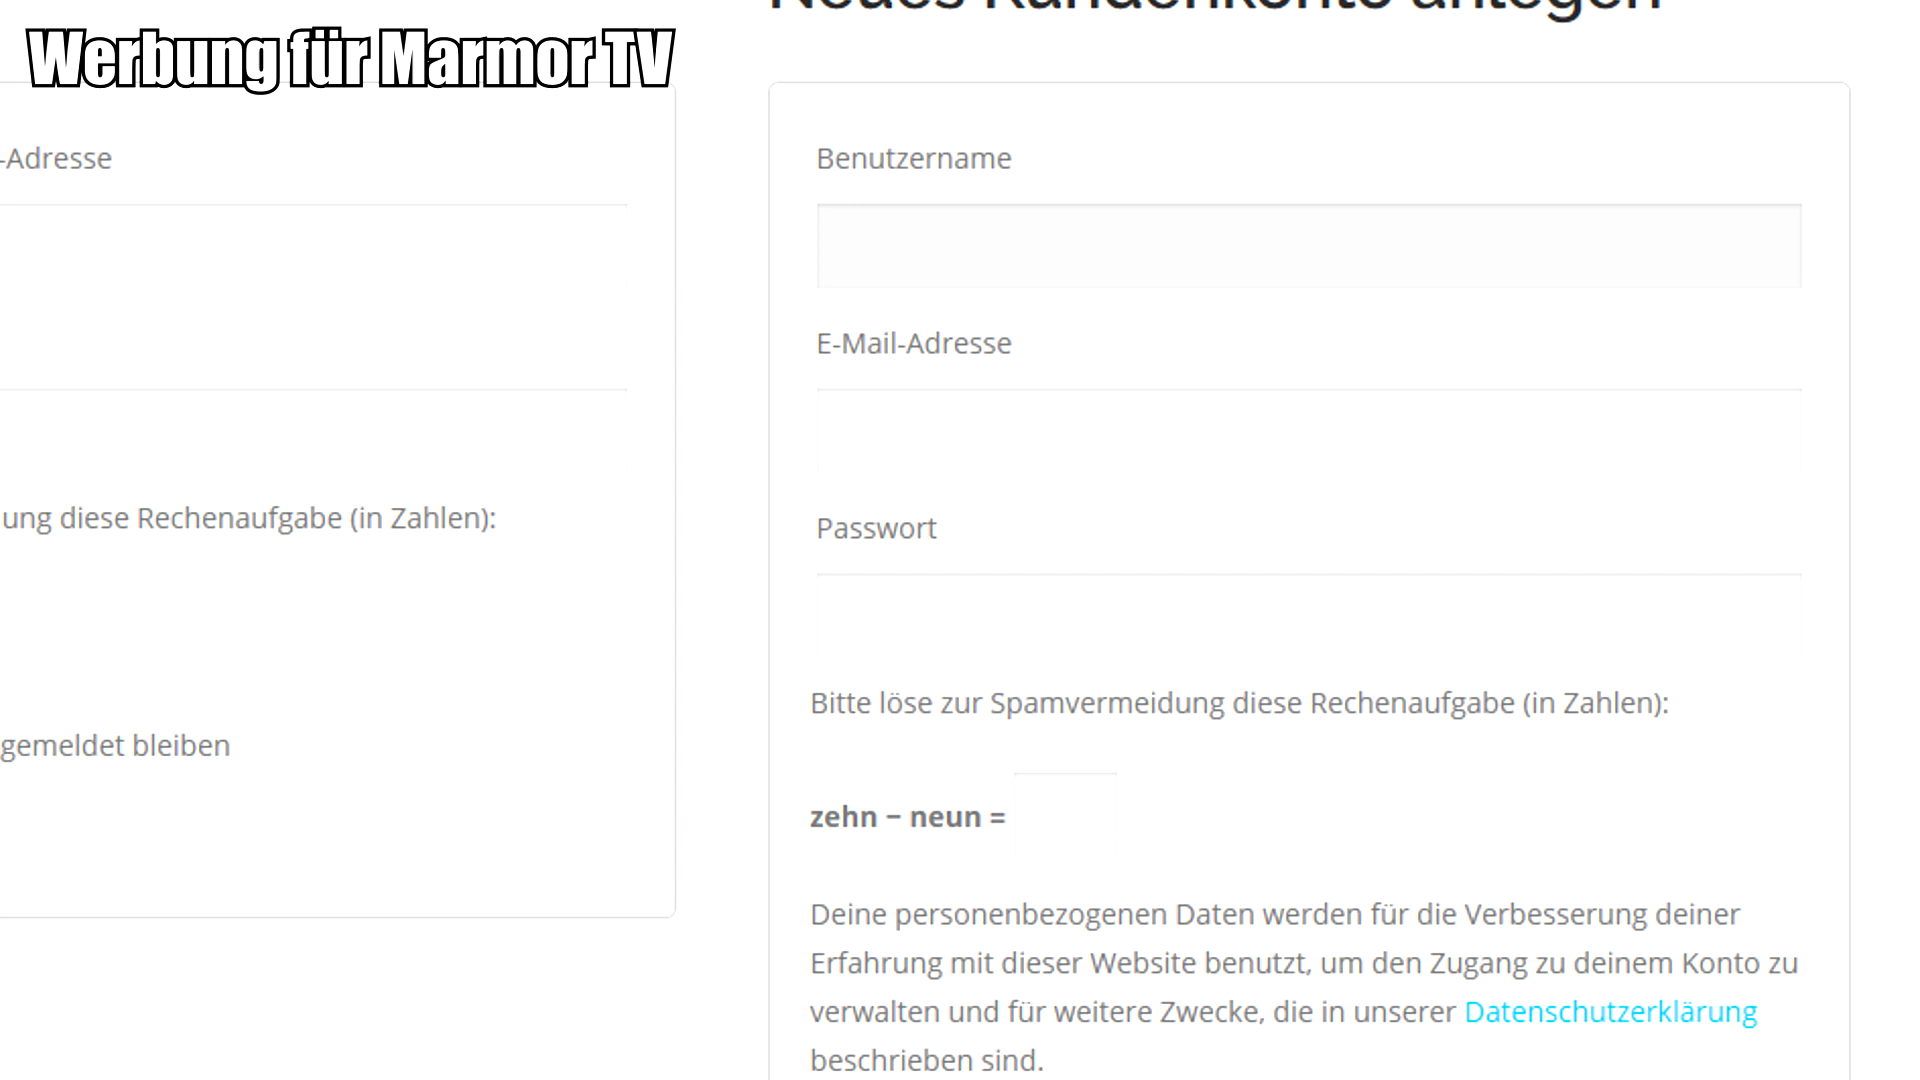 Neues Kundenkonto anlegen
Werbung für Marmor TV
-Adresse
ung diese Rechenaufgabe (in Zahlen):
gemeldet bleiben
Benutzername
E-Mail-Adresse
Passwort
Bitte löse zur Spamvermeidung diese Rechenaufgabe (in Zahlen):
zehn − neun =
Deine personenbezogenen Daten werden für die Verbesserung deiner
Erfahrung mit dieser Website benutzt, um den Zugang zu deinem Konto zu
verwalten und für weitere Zwecke, die in unserer Datenschutzerklärung
beschrieben sind.